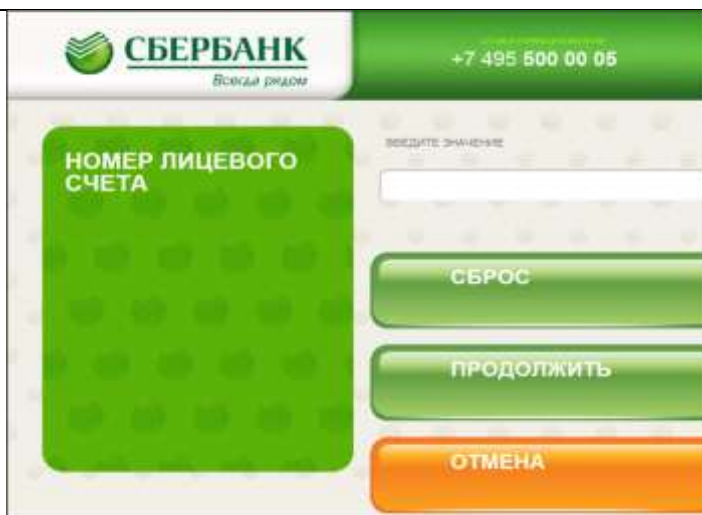 СБЕРБАНК
Всегда рядом
+7 495 500 00 05
НОМЕР ЛИЦЕВОГО
СЧЕТА
ВВЕДИТЕ ЗНАЧЕНИЕ
СБРОС
ПРОДОЛЖИТЬ
ОТМЕНА